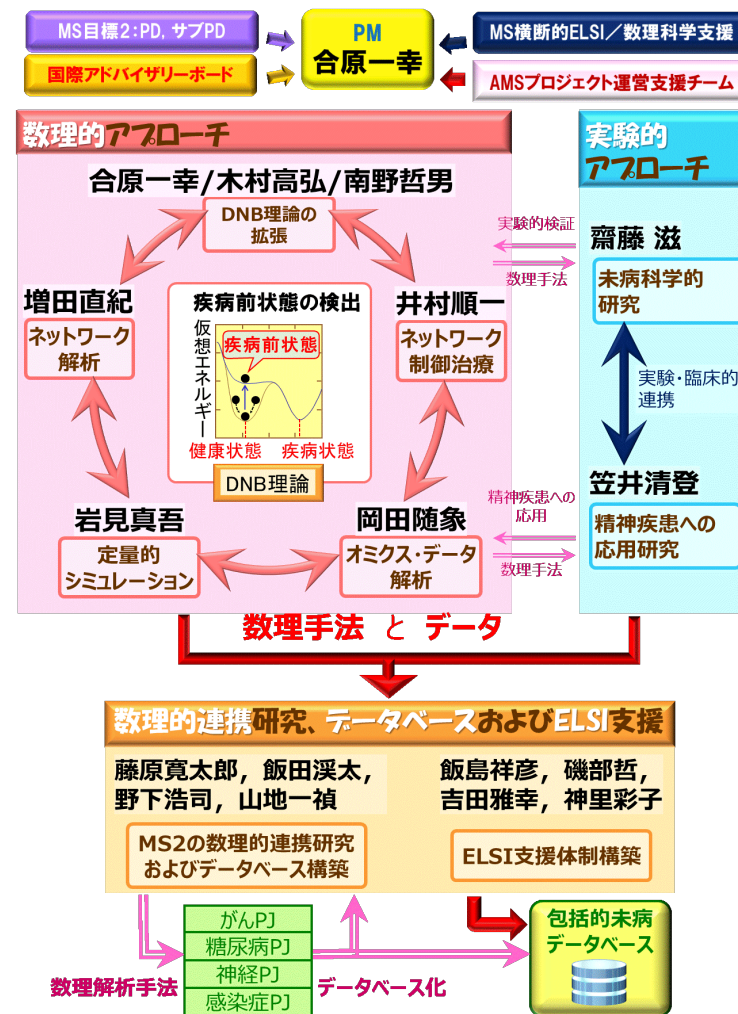 MS目標2：PD, サブPD
国際アドバイザリーボード
PM
合原一幸
MS横断的ELSI／数理科学支援
AMSプロジェクト運営支援チーム
数理的アプローチ
合原一幸/木村高弘/南野哲男
DNB理論の
拡張
増田直紀
ネットワーク
解析
疾病前状態の検出
仮想エネルギー
疾病前状態
健康状態
疾病状態
DNB理論
井村順一
ネットワーク
制御治療
岩見真吾
定量的
シミュレーション
岡田随象
オミクス・データ
解析
実験的検証
数理手法
精神疾患への
応用
数理手法
実験的
アプローチ
齋藤 滋
未病科学的
研究
実験・臨床的
連携
笠井清登
精神疾患への
応用研究
数理手法 と データ
数理的連携研究、データベースおよびELSI支援
藤原寛太郎，飯田渓太，
野下浩司，山地一禎
MS2の数理的連携研究
およびデータベース構築
飯島祥彦，磯部哲，
吉田雅幸，神里彩子
ELSI支援体制構築
がんPJ
糖尿病PJ
神経PJ
感染症PJ
数理解析手法
データベース化
包括的未病
データベース